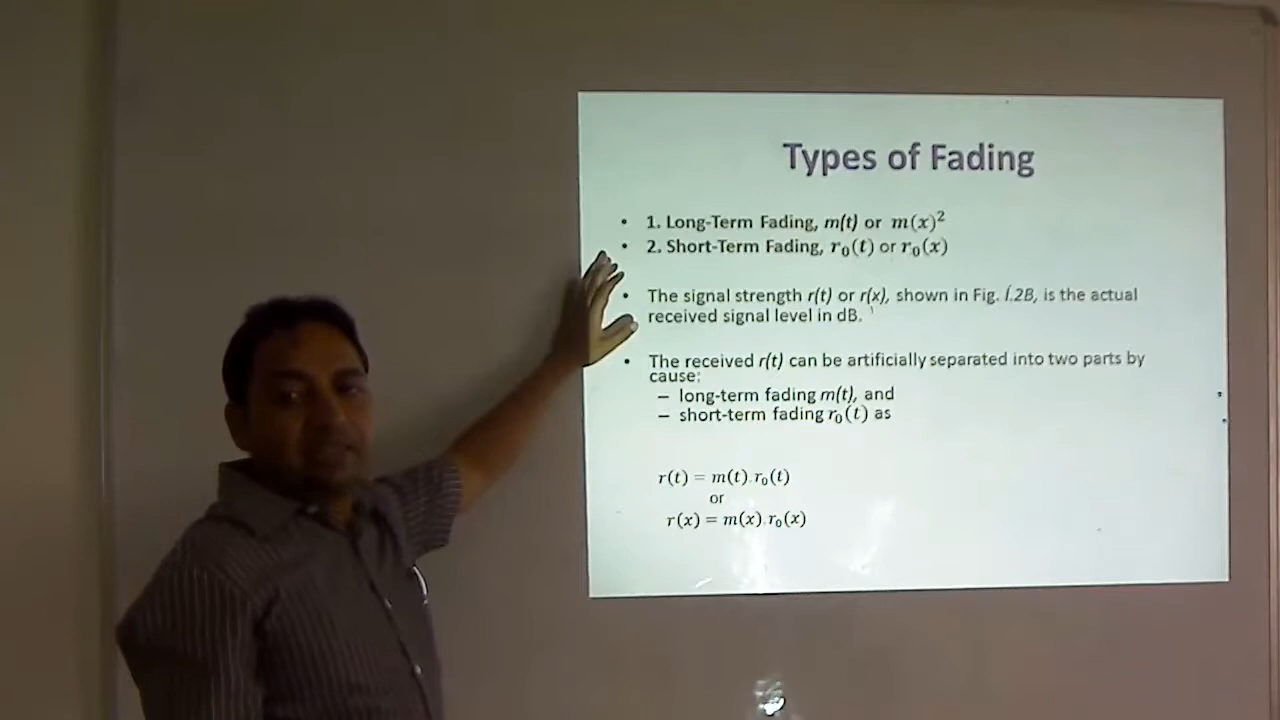 Types of Fading
• 1. Long-Term Fading, m(t) or m(x)²
• 2. Short-Term Fading, r₀(t) or r₀(x)
• The signal strength r(t) or r(x), shown in Fig. 1.2B, is the actual
received signal level in dB.
• The received r(t) can be artificially separated into two parts by
cause:
– long-term fading m(t), and
– short-term fading r₀(t) as
r(t) = m(t).r₀(t)
or
r(x) = m(x).r₀(x)